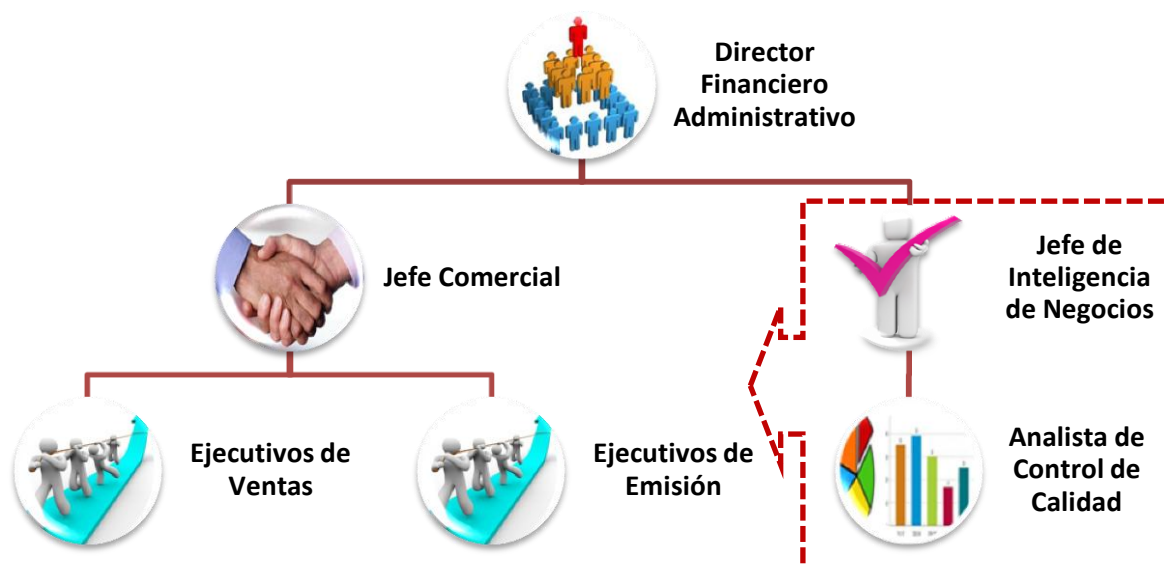 Director
Financiero
Administrativo
Jefe Comercial
Jefe de
Inteligencia
de Negocios
Ejecutivos de
Ventas
Ejecutivos de
Emisión
Analista de
Control de
Calidad